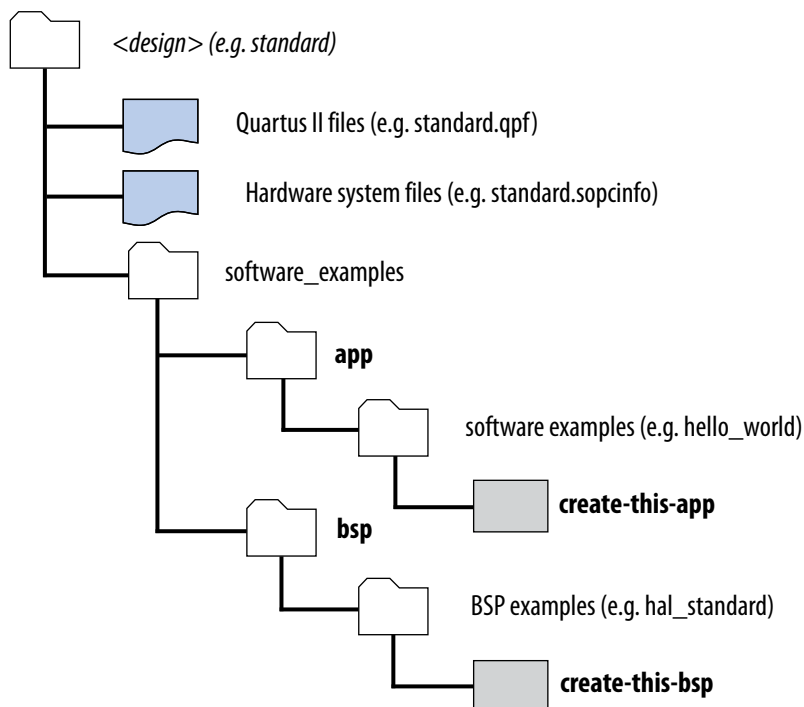 <design> (e.g. standard)
Quartus II files (e.g. standard.qpf)
Hardware system files (e.g. standard.sopcinfo)
software_examples
app
software examples (e.g. hello_world)
create-this-app
bsp
BSP examples (e.g. hal_standard)
create-this-bsp